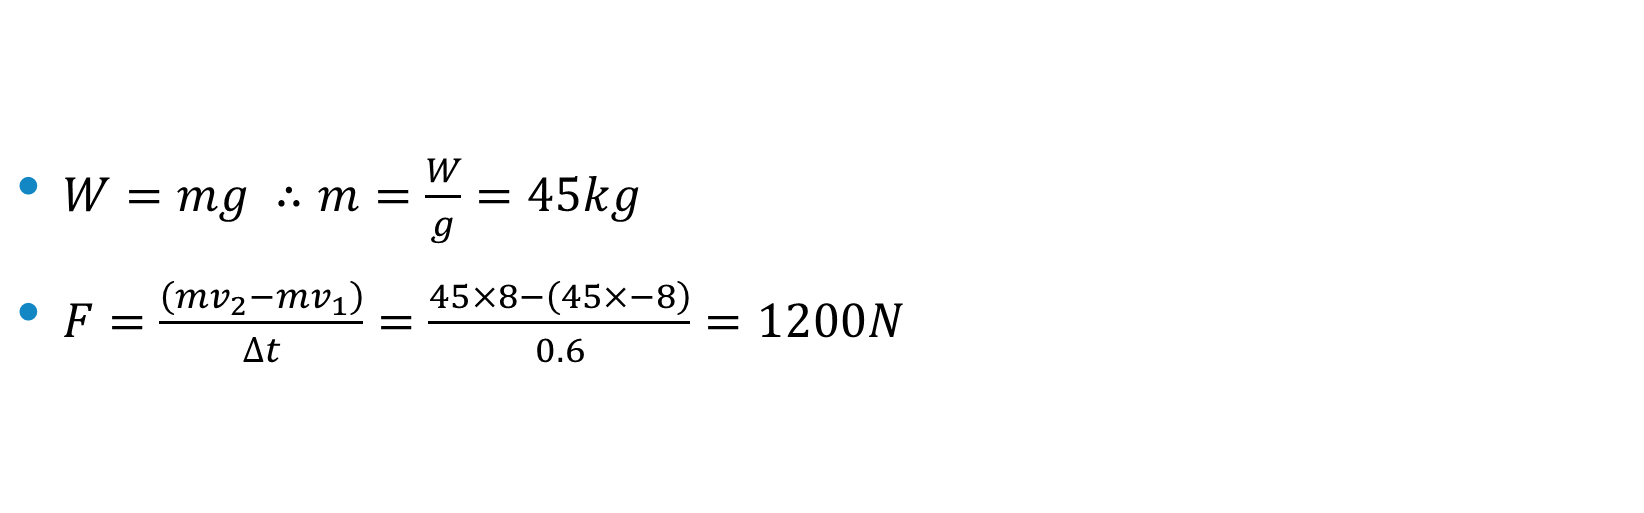 • W = mg ∴ m = W/g = 45kg
• F = (mv₂−mv₁)/Δt = 45×8−(45×−8)/0.6 = 1200N